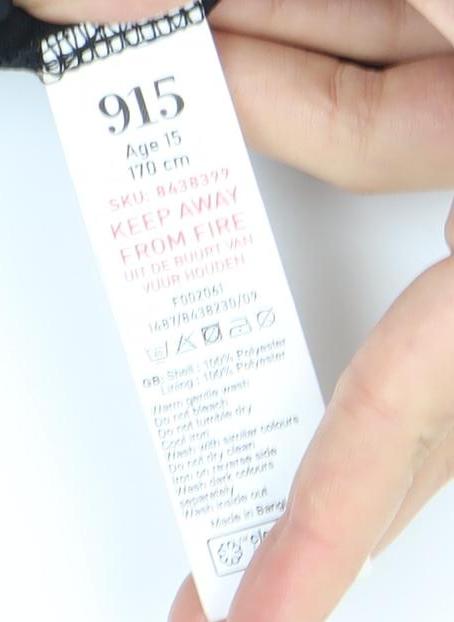 915
Age 15
170 cm
SKU: 8438399
KEEP AWAY
FROM FIRE
UIT DE BUURT VAN
VUUR HOUDEN
F002061
1487/8438230/09
GB: Shell : 100% Polyester
Lining : 100% Polyester
Warm gentle wash
Do not bleach
Do not tumble dry
Cool iron
Wash with similar colours
Do not dry clean
Iron on reverse side
Wash dark colours
separately
Wash inside out
Made in Bangl